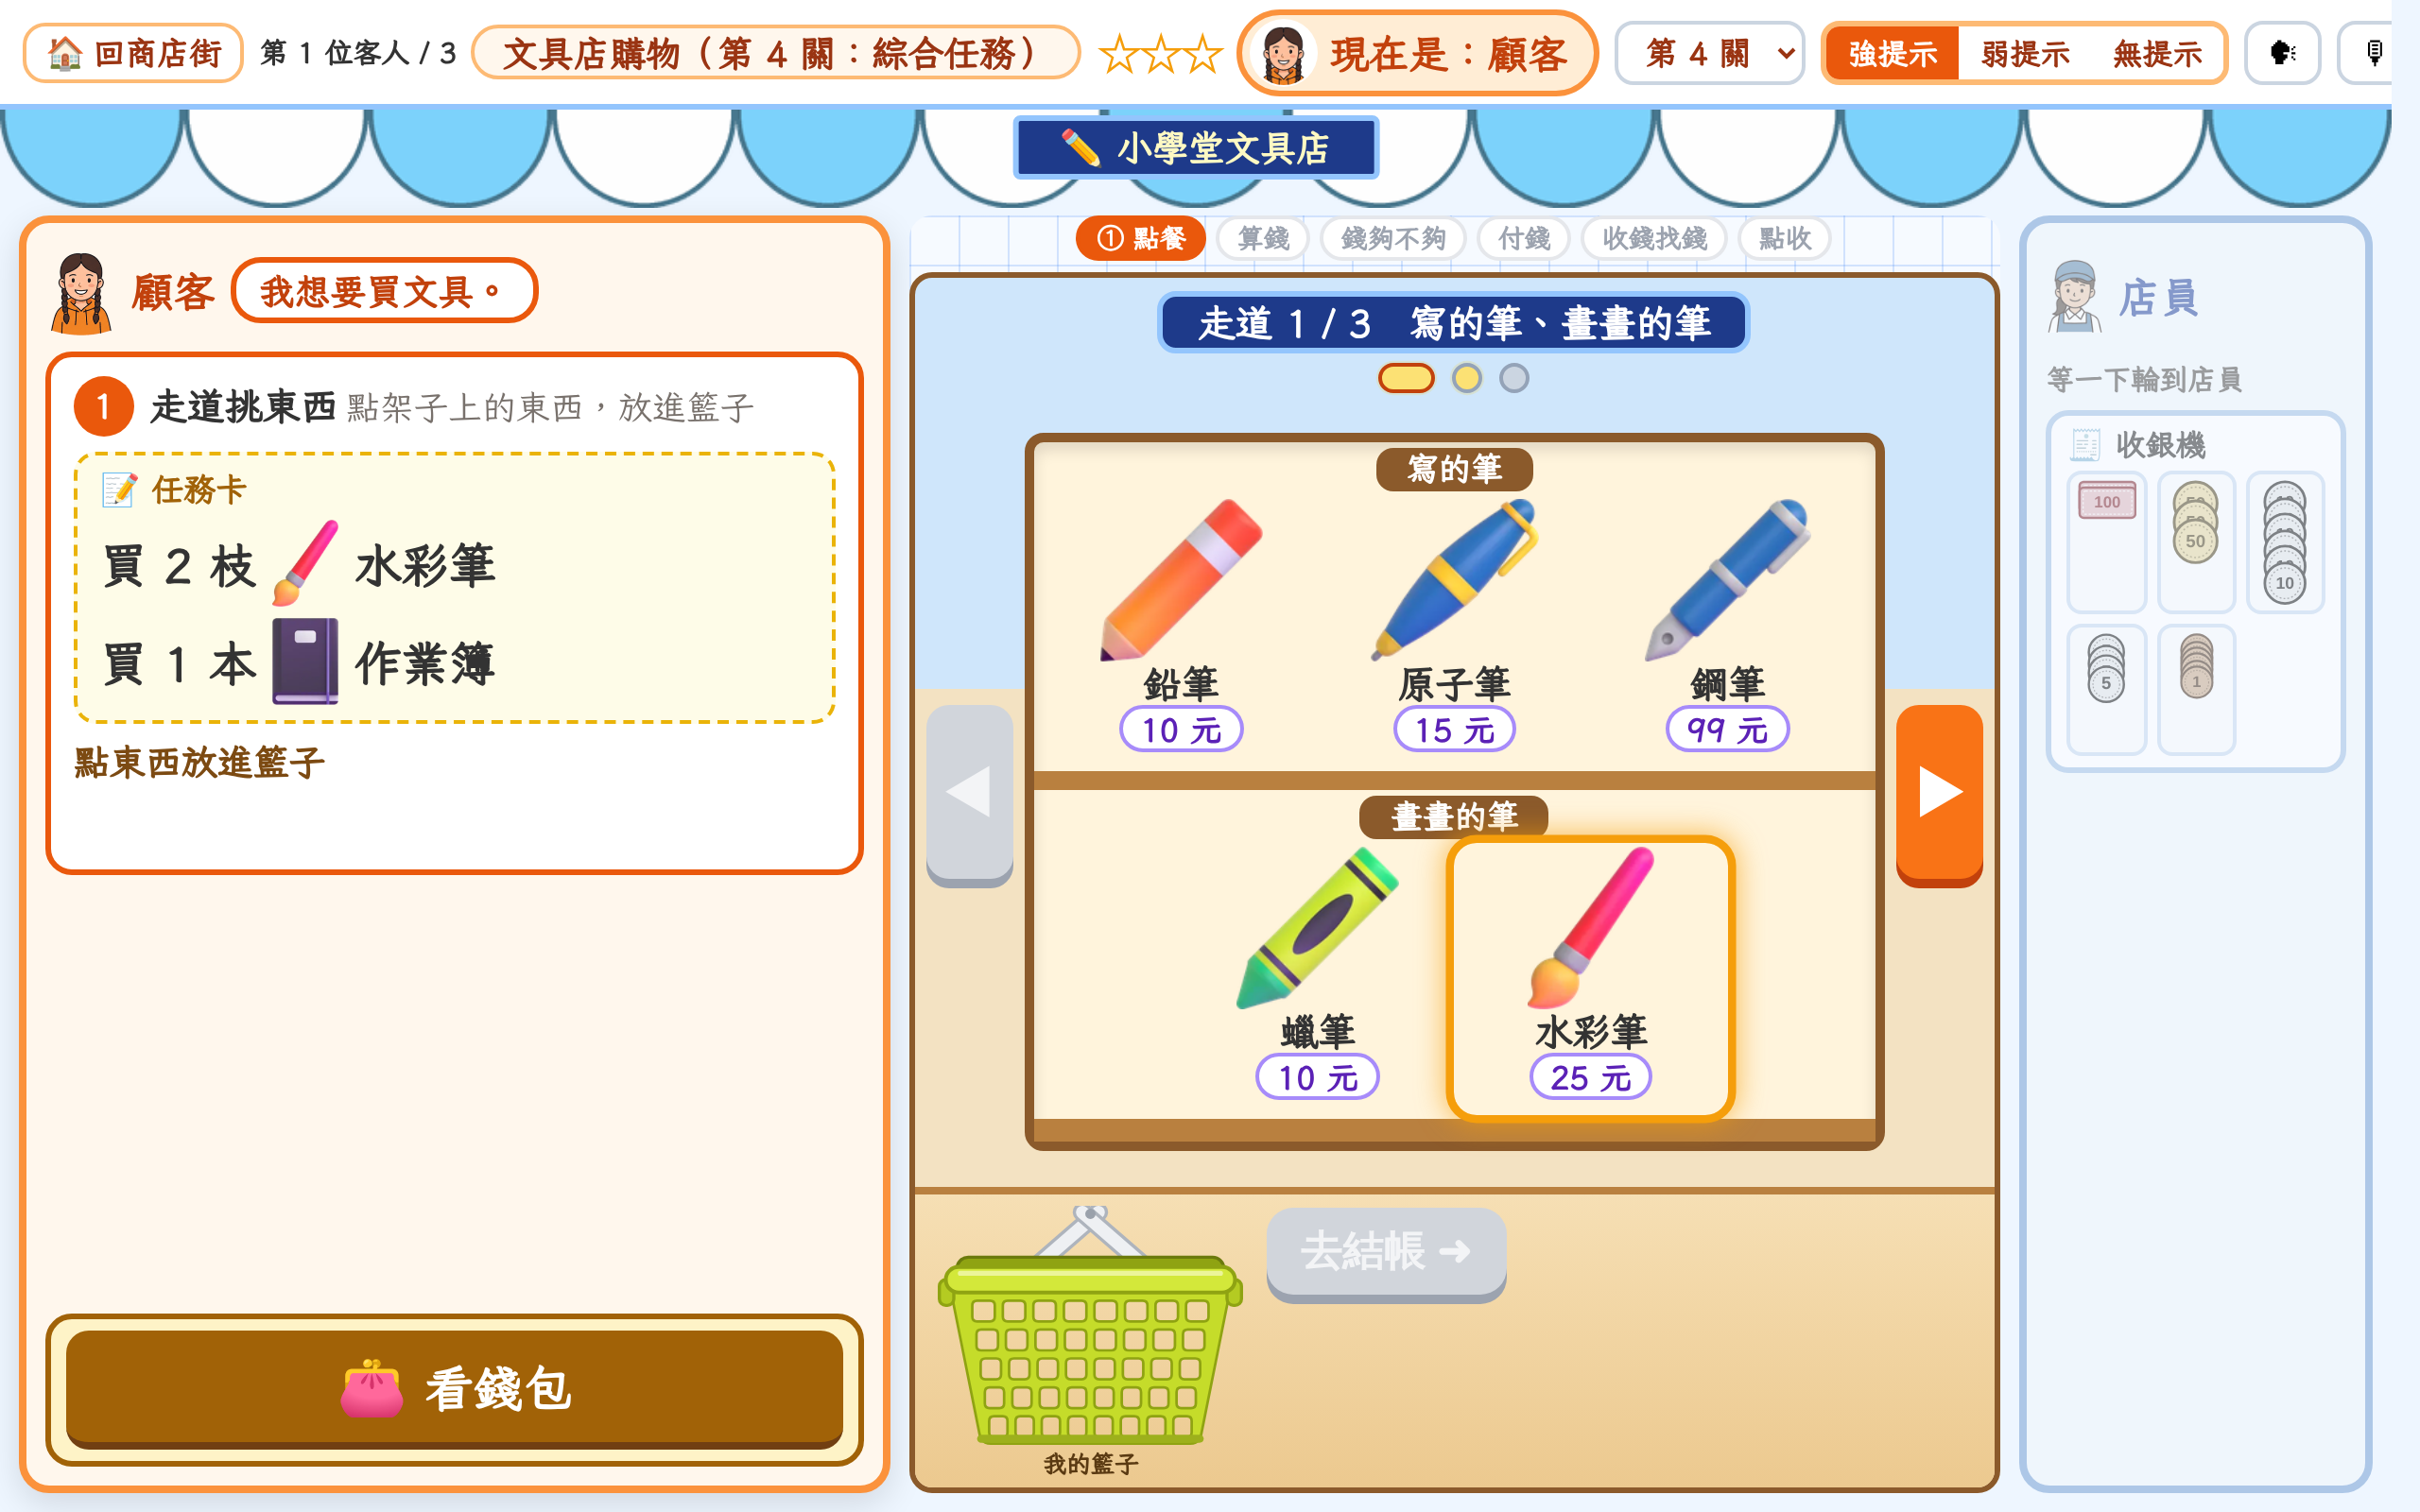 回商店街
第 1 位客人 / 3
文具店購物（第 4 關：綜合任務）
現在是：顧客
第 4 關
強提示
弱提示
無提示
小學堂文具店
顧客
我想要買文具。
1
走道挑東西 點架子上的東西，放進籃子
任務卡
買 2 枝 水彩筆
買 1 本 作業簿
點東西放進籃子
看錢包
① 點餐
算錢
錢夠不夠
付錢
收錢找錢
點收
走道 1 / 3 寫的筆、畫畫的筆
寫的筆
鉛筆
10 元
原子筆
15 元
鋼筆
99 元
畫畫的筆
蠟筆
10 元
水彩筆
25 元
去結帳 ➜
我的籃子
店員
等一下輪到店員
收銀機
100
50
10
5
1